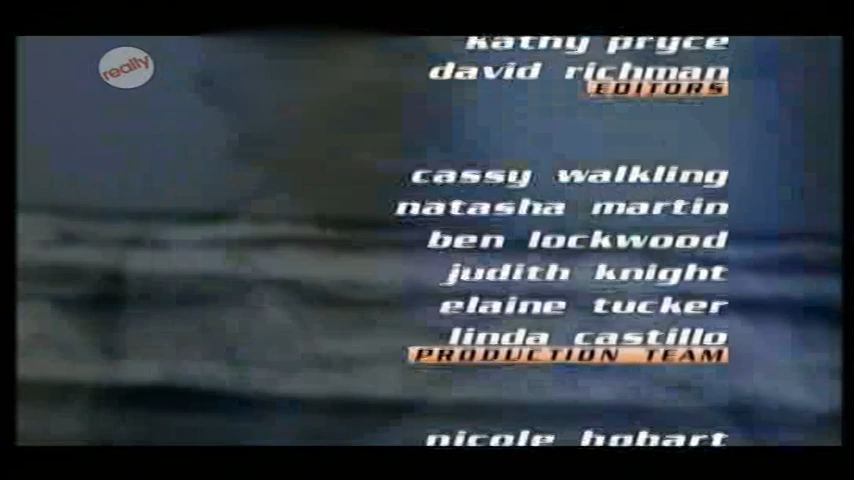 really
kathy pryce
david richman
EDITORS
cassy walkling
natasha martin
ben lockwood
judith knight
elaine tucker
linda castillo
PRODUCTION TEAM
nicole hobart